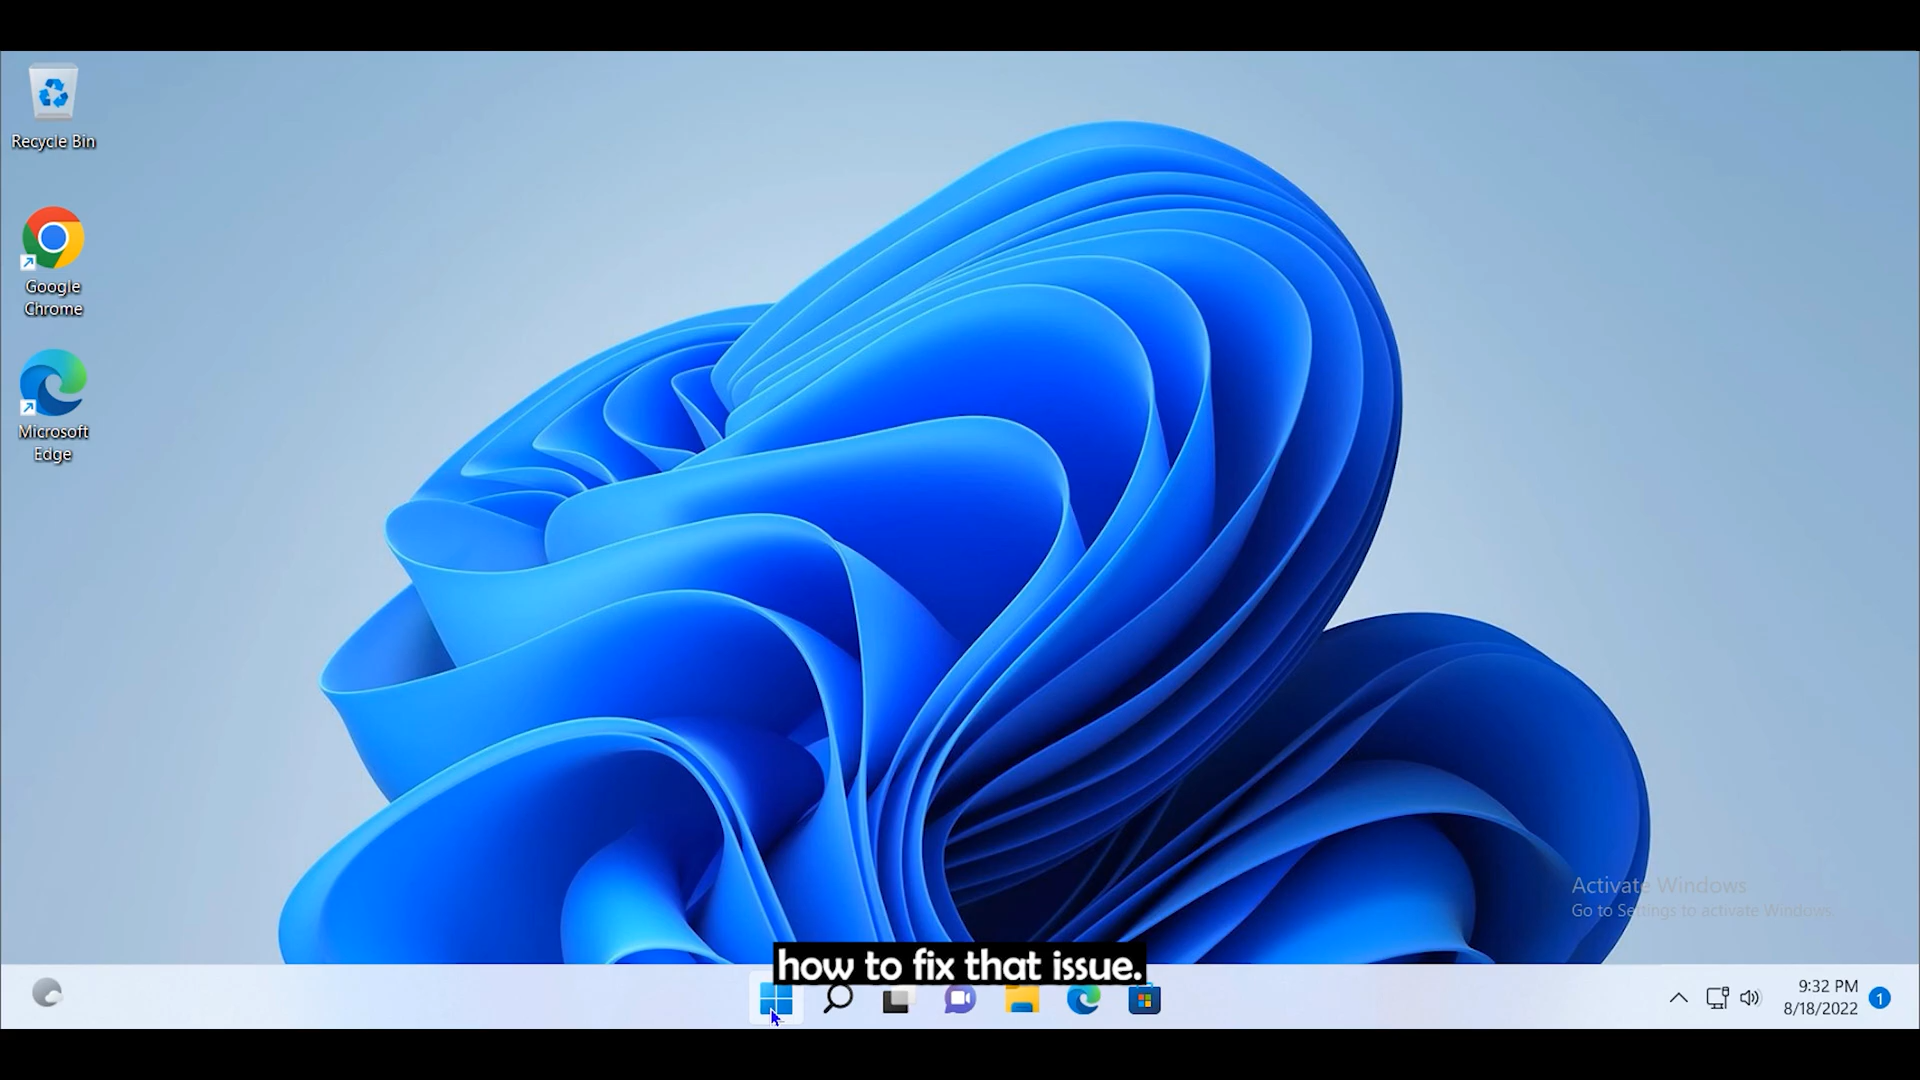 Recycle Bin
Google
Chrome
Microsoft
Edge
Activate Windows
Go to Settings to activate Windows.
how to fix that issue.
9:32 PM
8/18/2022
1